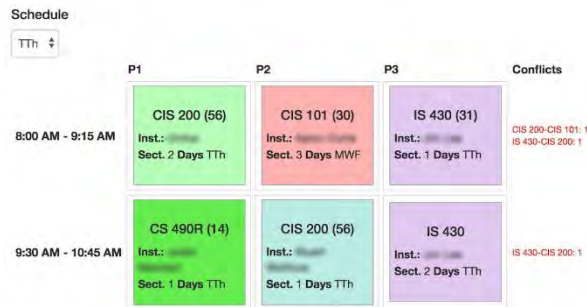 Schedule
TTh
P1 P2 P3 Conflicts
8:00 AM - 9:15 AM
CIS 200 (56)
Inst.:
Sect. 2 Days TTh
CIS 101 (30)
Inst.:
Sect. 3 Days MWF
IS 430 (31)
Inst.:
Sect. 1 Days TTh
CIS 200-CIS 101: 1
IS 430-CIS 200: 1
9:30 AM - 10:45 AM
CS 490R (14)
Inst.:
Sect. 1 Days TTh
CIS 200 (56)
Inst.:
Sect. 1 Days TTh
IS 430
Inst.:
Sect. 2 Days TTh
IS 430-CIS 200: 1